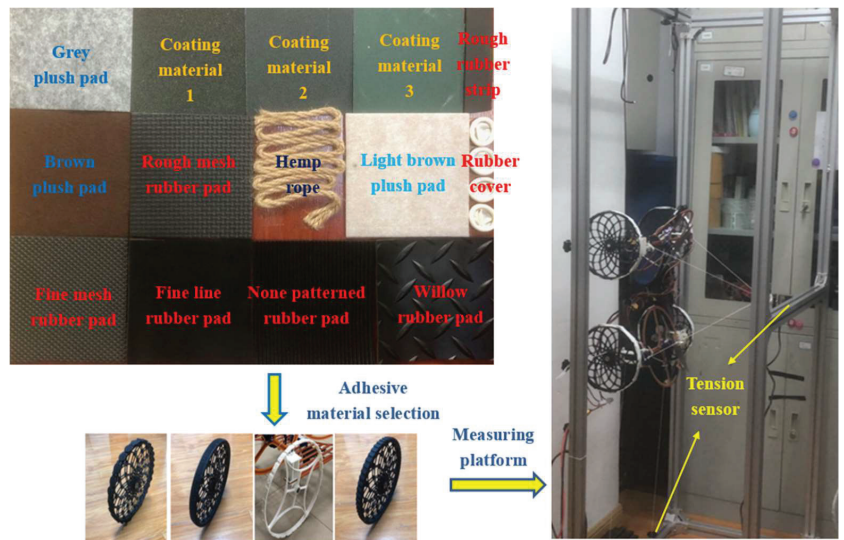 Grey
plush pad
Coating
material
1
Coating
material
2
Coating
material
3
Rough
rubber
strip
Brown
plush pad
Rough mesh
rubber pad
Hemp
rope
Light brown
plush pad
Rubber
cover
Fine mesh
rubber pad
Fine line
rubber pad
None patterned
rubber pad
Willow
rubber pad
Adhesive
material selection
Measuring
platform
Tension
sensor